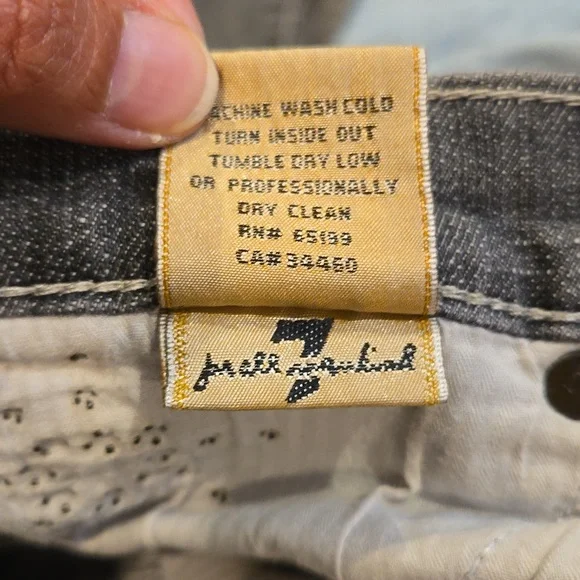 ACHINE WASH COLD
TURN INSIDE OUT
TUMBLE DRY LOW
OR PROFESSIONALLY
DRY CLEAN
RN# 65199
CA# 34460
7
for all mankind